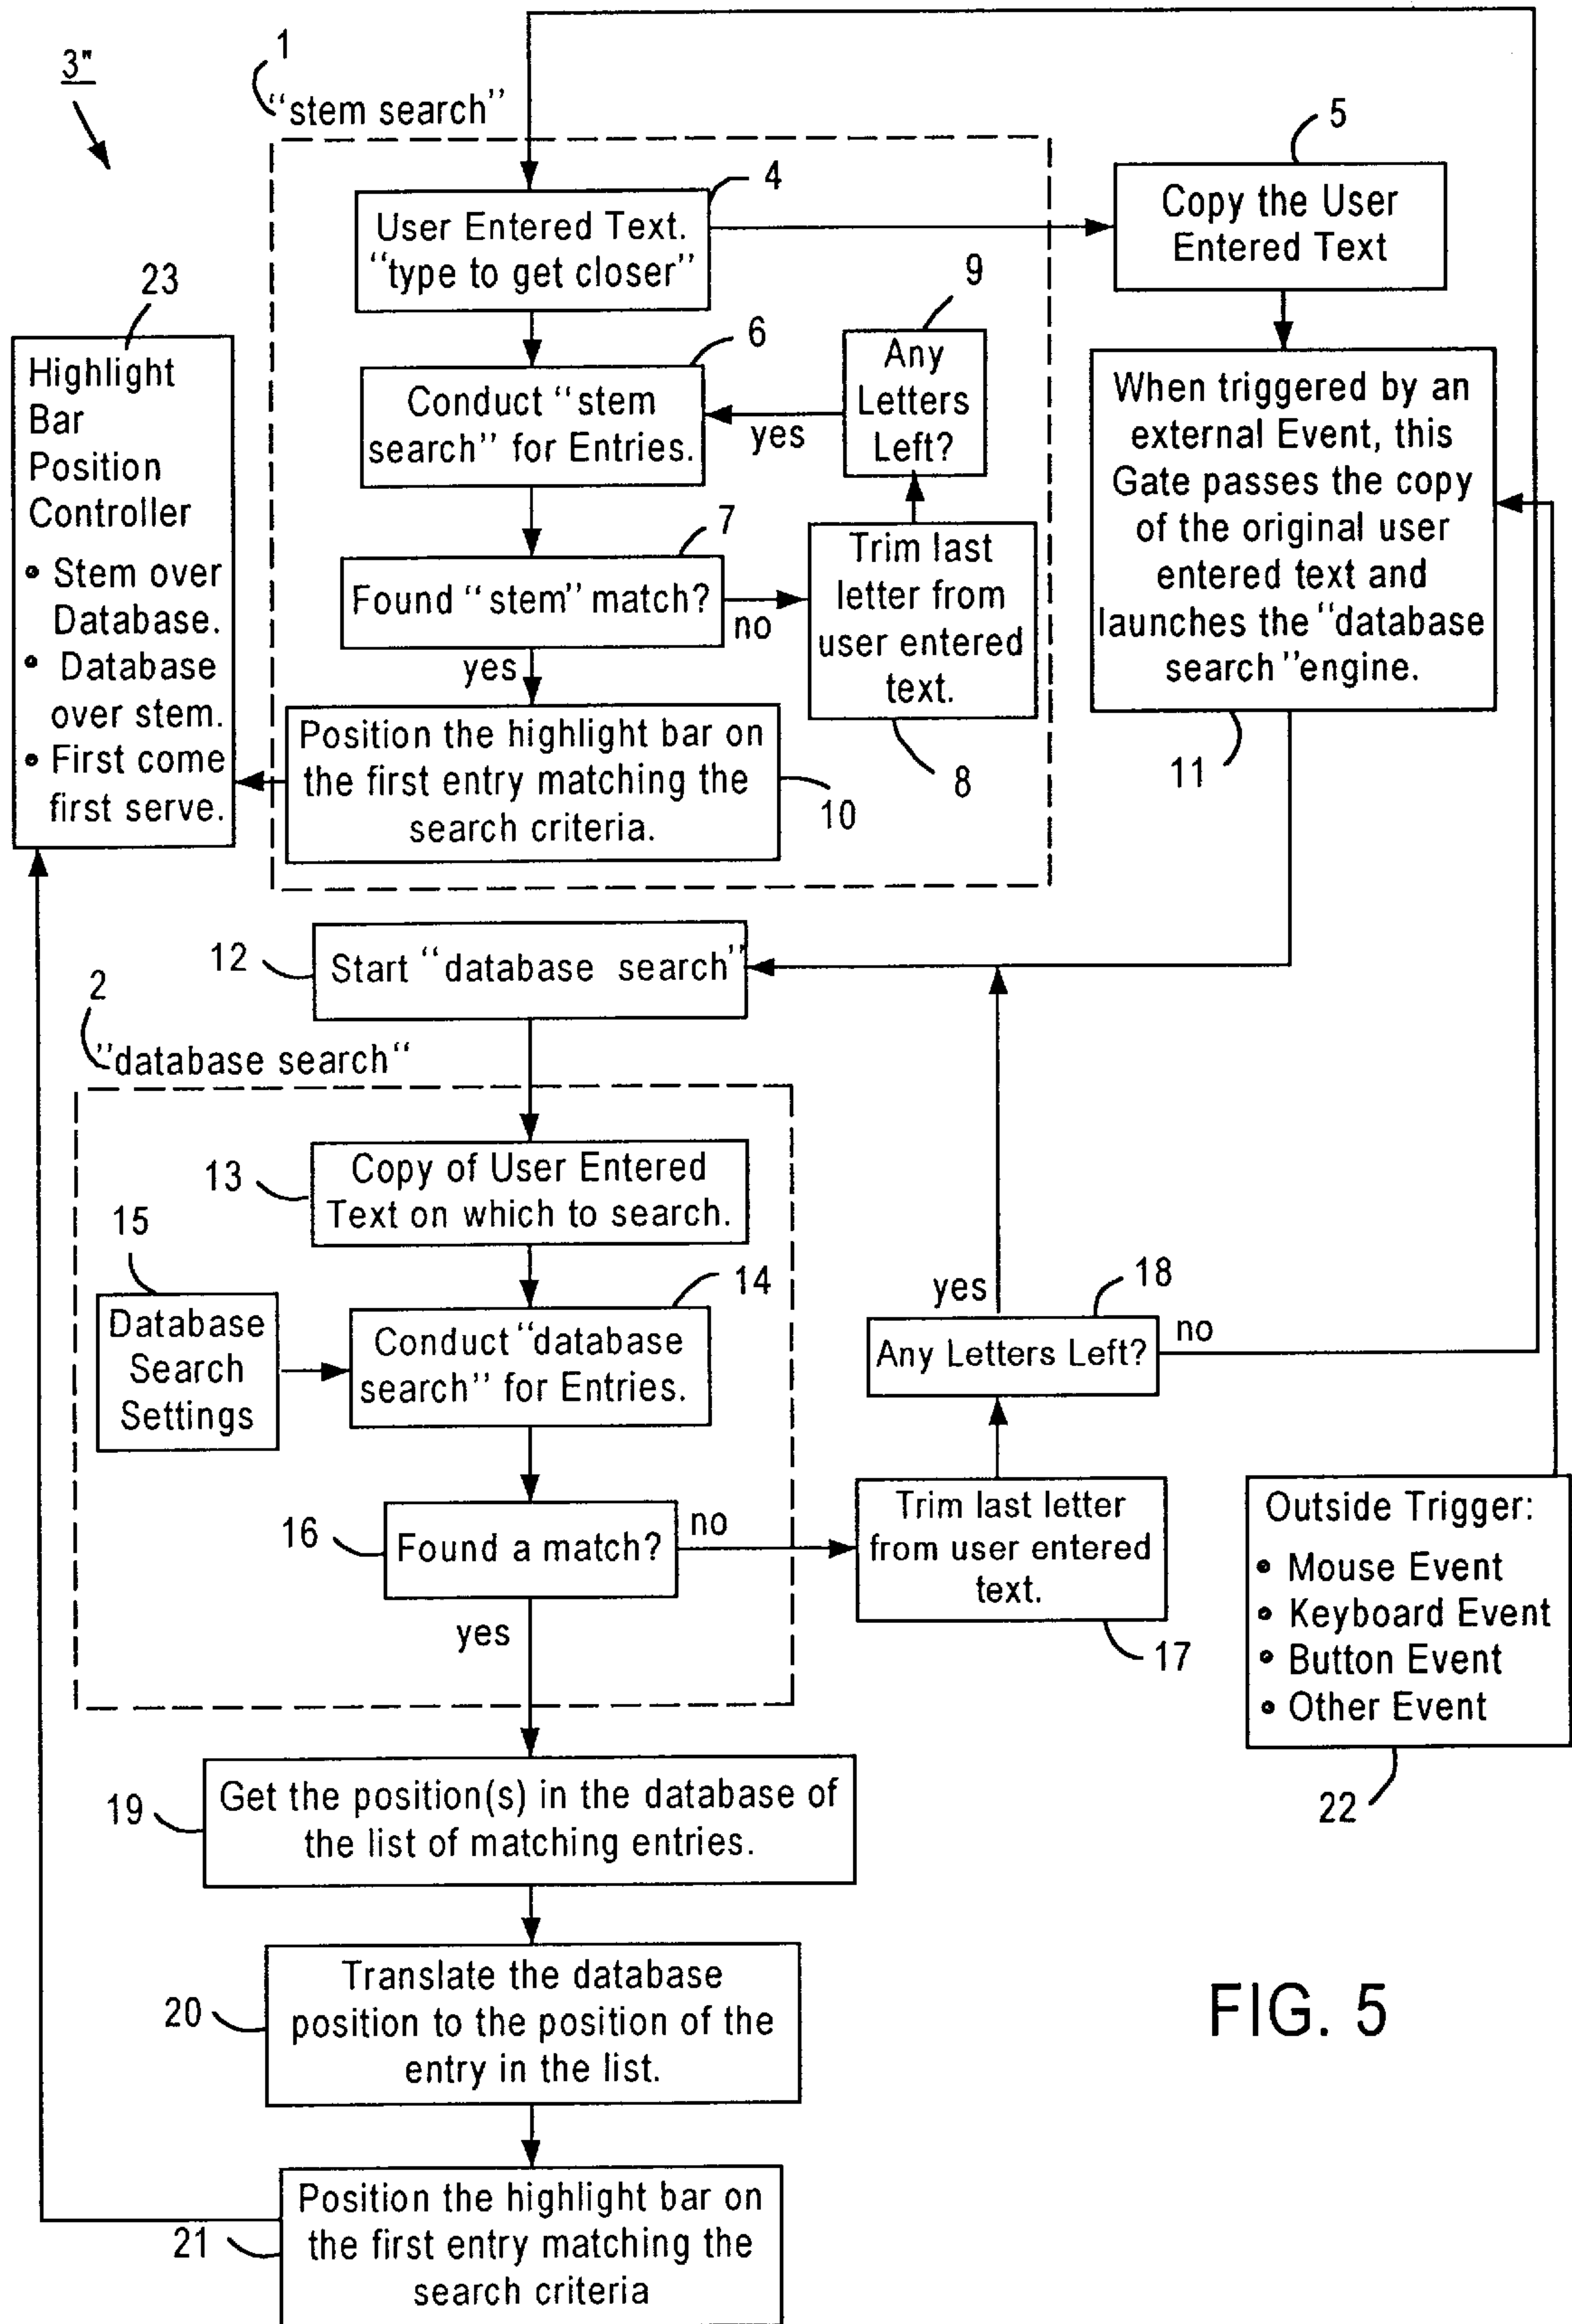 3"
1
“stem search”
4
User Entered Text.
“type to get closer”
5
Copy the User
Entered Text
23
Highlight
Bar
Position
Controller
• Stem over
Database.
• Database
over stem.
• First come
first serve.
6
Conduct “stem
search” for Entries.
9
Any
Letters
Left?
yes
7
Found “stem” match?
no
yes
Trim last
letter from
user entered
text.
8
Position the highlight bar on
the first entry matching the
search criteria.
10
When triggered by an
external Event, this
Gate passes the copy
of the original user
entered text and
launches the “database
search”engine.
11
12
Start “database search”
2
”database search“
13
Copy of User Entered
Text on which to search.
15
Database
Search
Settings
14
Conduct “database
search” for Entries.
16
Found a match?
no
yes
yes
18
Any Letters Left?
no
Trim last letter
from user entered
text.
17
Outside Trigger:
• Mouse Event
• Keyboard Event
• Button Event
• Other Event
22
19
Get the position(s) in the database of
the list of matching entries.
20
Translate the database
position to the position of the
entry in the list.
21
Position the highlight bar on
the first entry matching the
search criteria
FIG. 5